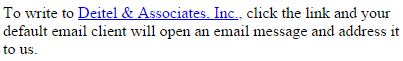 To write to Deitel & Associates, Inc., click the link and your
default email client will open an email message and address it
to us.